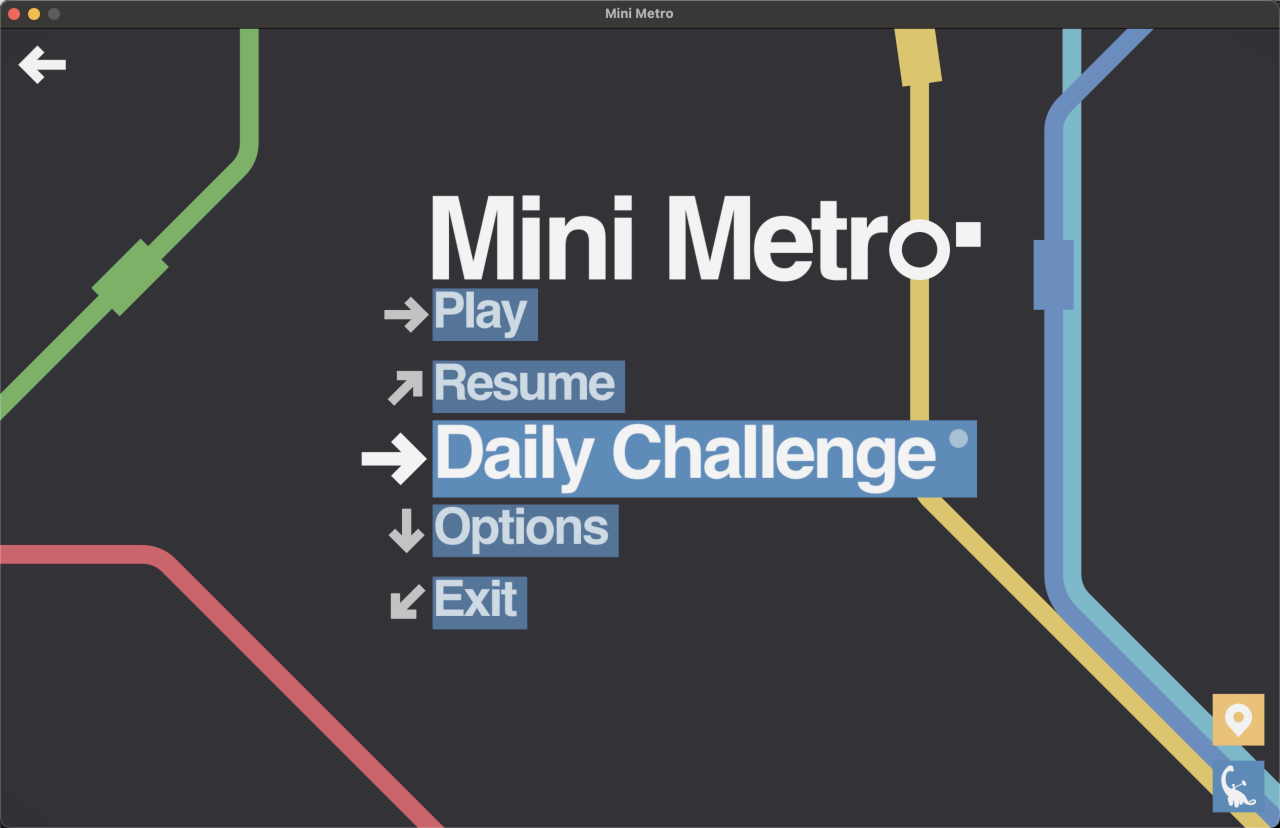 Mini Metro
Mini Metro
Play
Resume
Daily Challenge
Options
Exit